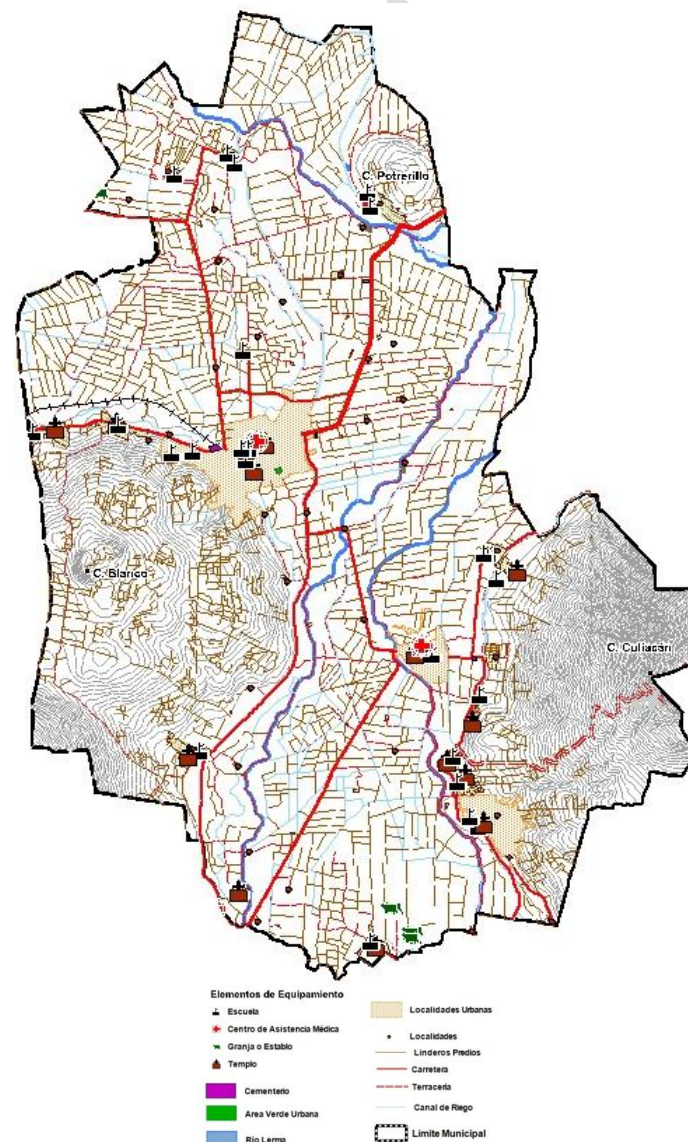 C. Potrerillo
C. Blanco
C. Culiacán
Elementos de Equipamiento
Escuela
Centro de Asistencia Médica
Granja o Establo
Templo
Cementerio
Area Verde Urbana
Río Lerma
Localidades Urbanas
Localidades
Linderos Predios
Carretera
Terracería
Canal de Riego
Límite Municipal